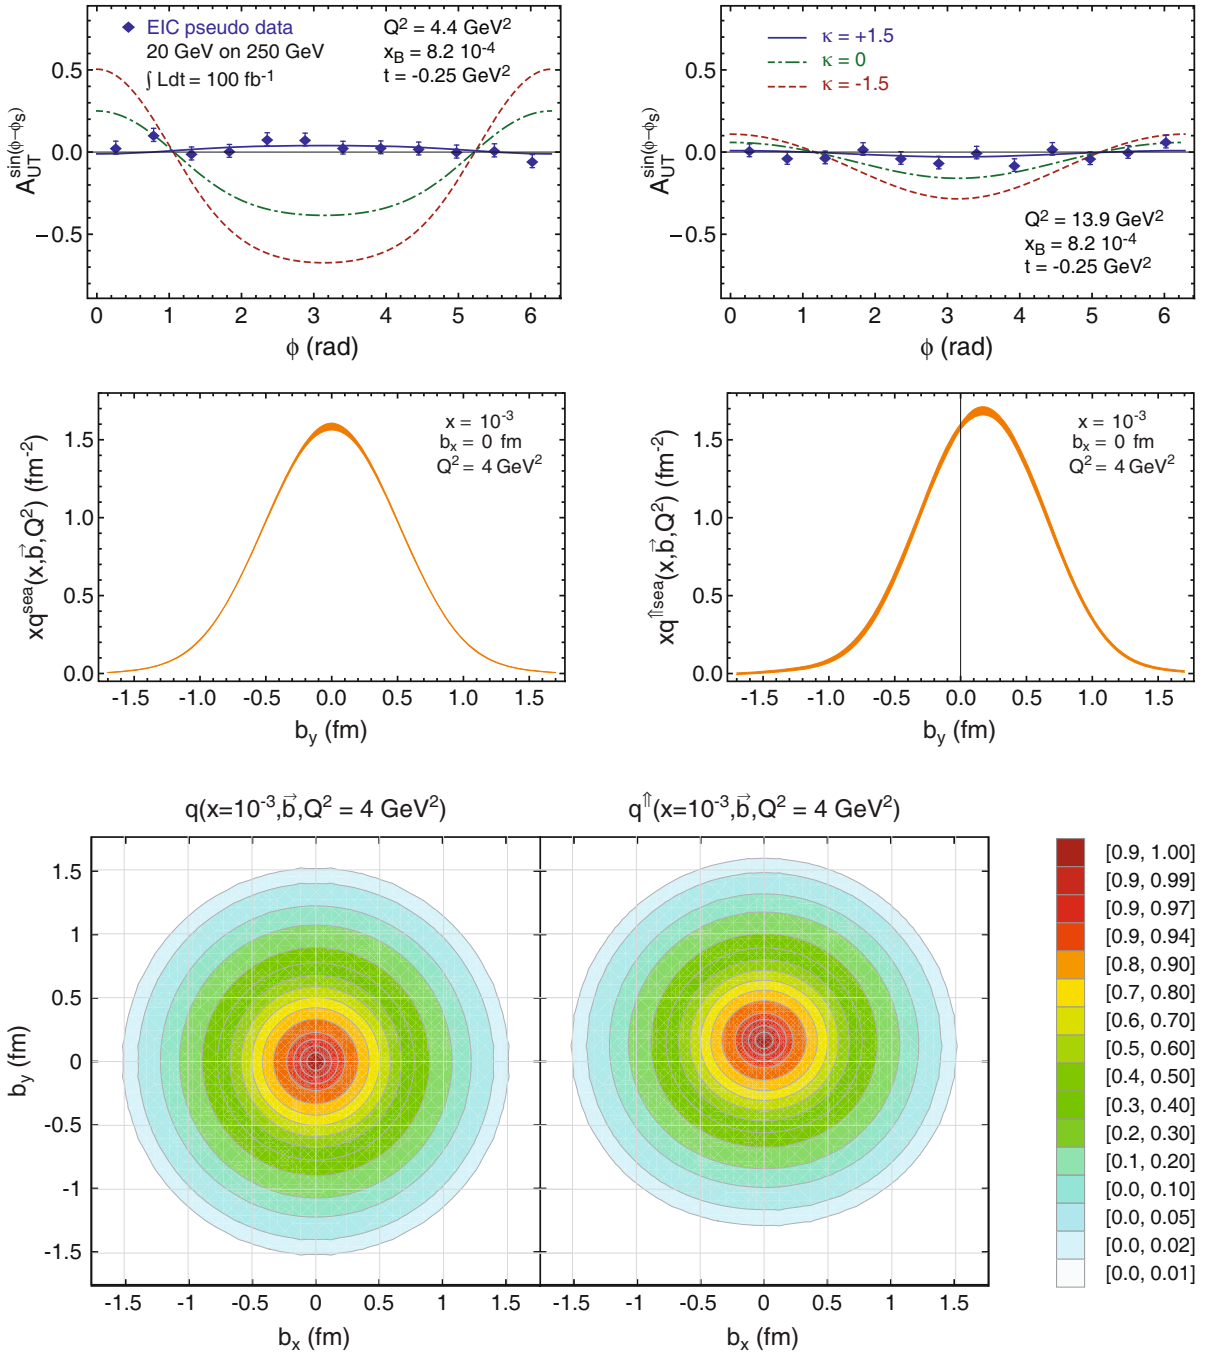 EIC pseudo data
20 GeV on 250 GeV
∫ Ldt = 100 fb⁻¹
Q² = 4.4 GeV²
x_B = 8.2 10⁻⁴
t = -0.25 GeV²
0.5
0.0
−0.5
A_UT^sin(ϕ−ϕ_S)
0 1 2 3 4 5 6
ϕ (rad)
κ = +1.5
κ = 0
κ = -1.5
0.5
0.0
−0.5
A_UT^sin(ϕ−ϕ_S)
Q² = 13.9 GeV²
x_B = 8.2 10⁻⁴
t = -0.25 GeV²
0 1 2 3 4 5 6
ϕ (rad)
x = 10⁻³
b_x = 0 fm
Q² = 4 GeV²
1.5
1.0
0.5
0.0
xq^sea(x,b⃗,Q²) (fm⁻²)
-1.5 -1.0 -0.5 0.0 0.5 1.0 1.5
b_y (fm)
x = 10⁻³
b_x = 0 fm
Q² = 4 GeV²
1.5
1.0
0.5
0.0
xq^⇑sea(x,b⃗,Q²) (fm⁻²)
-1.5 -1.0 -0.5 0.0 0.5 1.0 1.5
b_y (fm)
q(x=10⁻³,b⃗,Q² = 4 GeV²)
q^⇑(x=10⁻³,b⃗,Q² = 4 GeV²)
1.5
1
0.5
0
-0.5
-1
-1.5
b_y (fm)
-1.5 -1 -0.5 0 0.5 1 1.5
b_x (fm)
-1.5 -1 -0.5 0 0.5 1 1.5
b_x (fm)
[0.9, 1.00]
[0.9, 0.99]
[0.9, 0.97]
[0.9, 0.94]
[0.8, 0.90]
[0.7, 0.80]
[0.6, 0.70]
[0.5, 0.60]
[0.4, 0.50]
[0.3, 0.40]
[0.2, 0.30]
[0.1, 0.20]
[0.0, 0.10]
[0.0, 0.05]
[0.0, 0.02]
[0.0, 0.01]